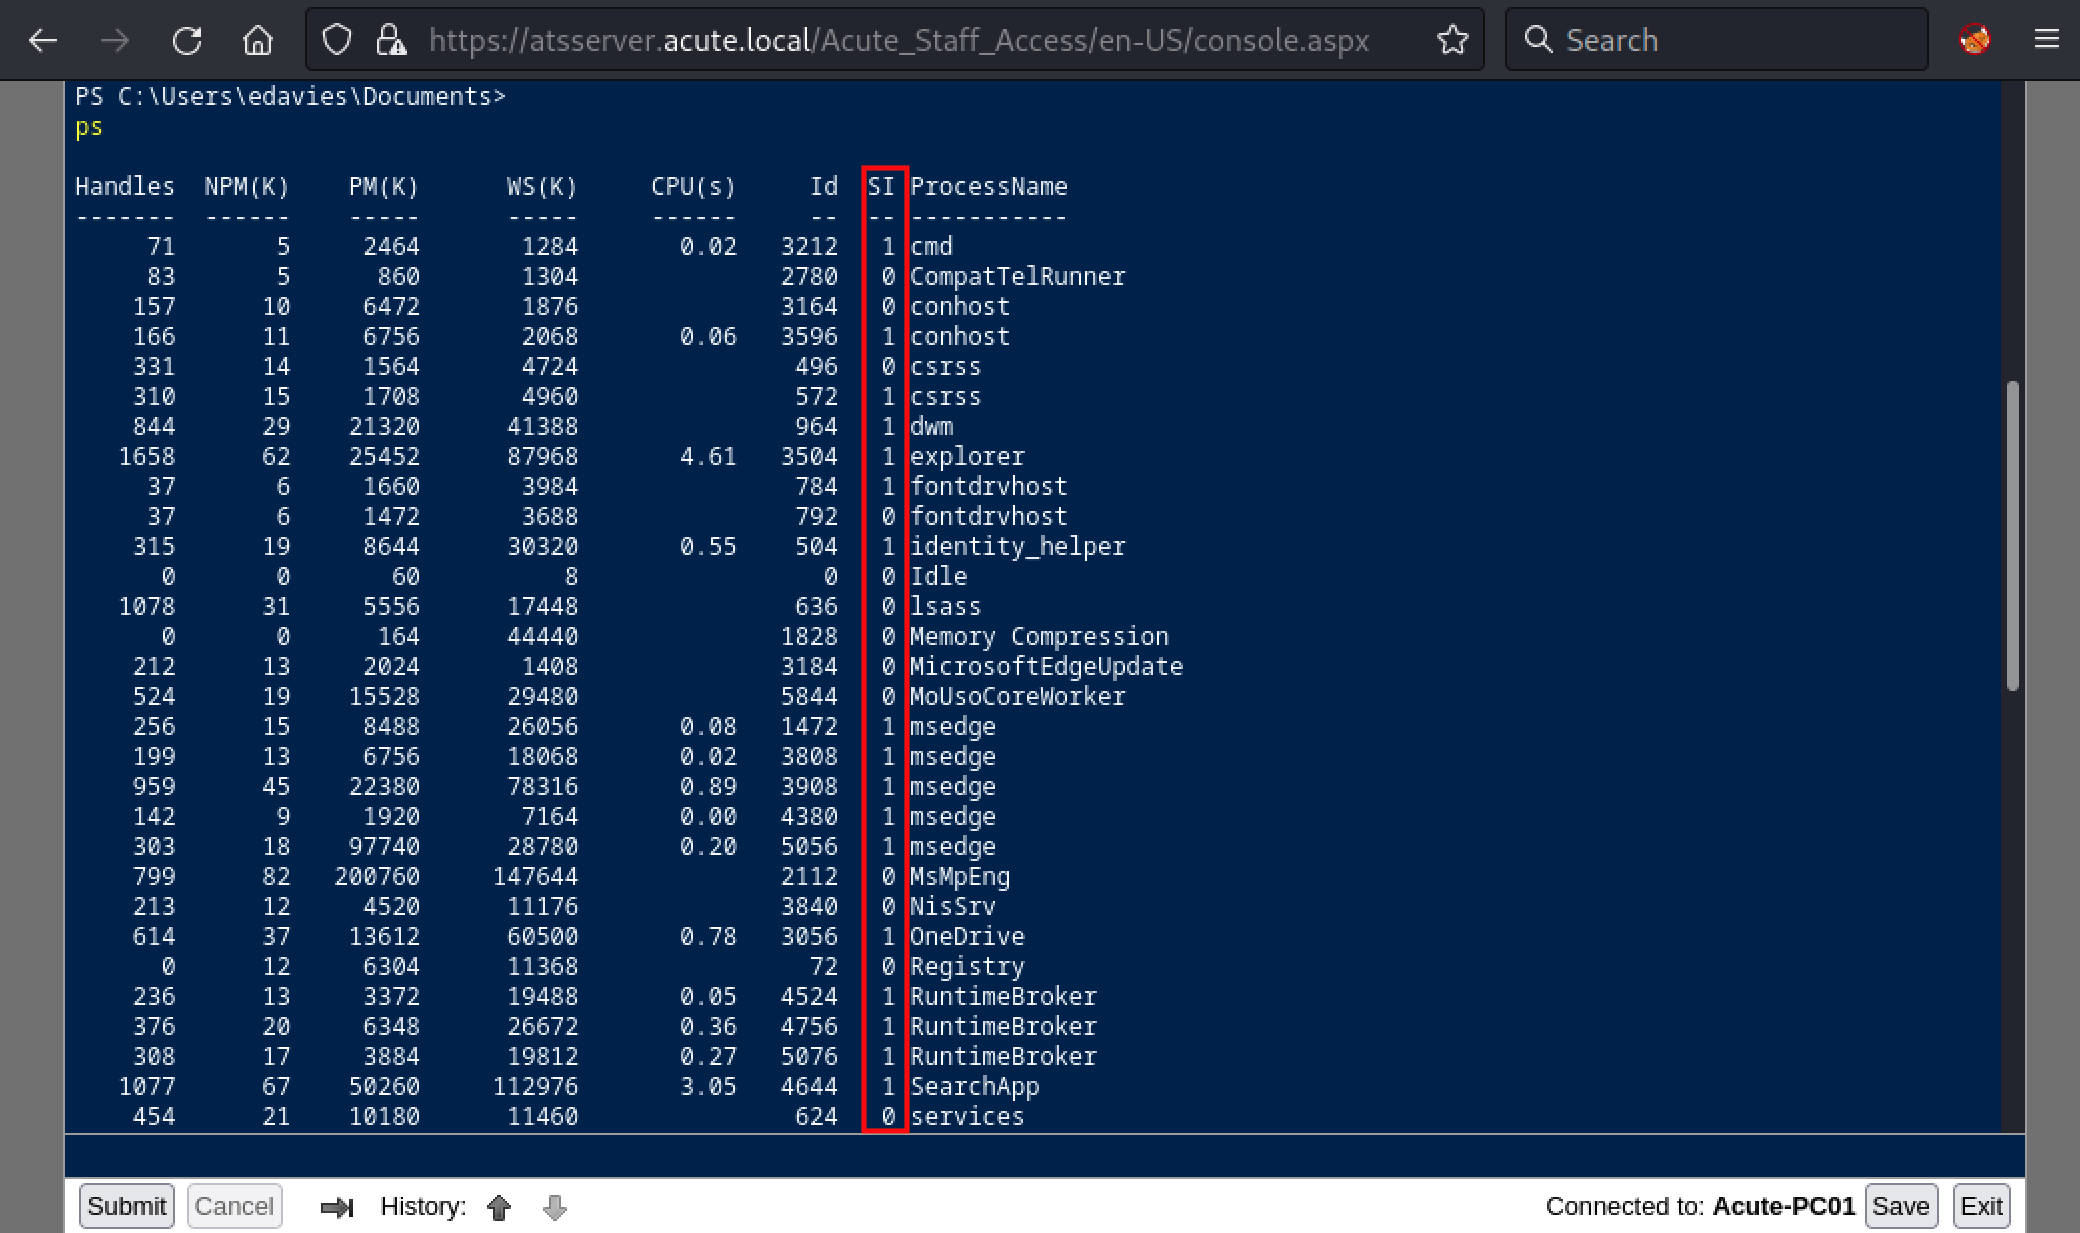 https://atsserver.acute.local/Acute_Staff_Access/en-US/console.aspx Search
PS C:\Users\edavies\Documents>
ps
Handles NPM(K) PM(K) WS(K) CPU(s) Id SI ProcessName
------- ------ ----- ----- ------ -- -- -----------
71 5 2464 1284 0.02 3212 1 cmd
83 5 860 1304 2780 0 CompatTelRunner
157 10 6472 1876 3164 0 conhost
166 11 6756 2068 0.06 3596 1 conhost
331 14 1564 4724 496 0 csrss
310 15 1708 4960 572 1 csrss
844 29 21320 41388 964 1 dwm
1658 62 25452 87968 4.61 3504 1 explorer
37 6 1660 3984 784 1 fontdrvhost
37 6 1472 3688 792 0 fontdrvhost
315 19 8644 30320 0.55 504 1 identity_helper
0 0 60 8 0 0 Idle
1078 31 5556 17448 636 0 lsass
0 0 164 44440 1828 0 Memory Compression
212 13 2024 1408 3184 0 MicrosoftEdgeUpdate
524 19 15528 29480 5844 0 MoUsoCoreWorker
256 15 8488 26056 0.08 1472 1 msedge
199 13 6756 18068 0.02 3808 1 msedge
959 45 22380 78316 0.89 3908 1 msedge
142 9 1920 7164 0.00 4380 1 msedge
303 18 97740 28780 0.20 5056 1 msedge
799 82 200760 147644 2112 0 MsMpEng
213 12 4520 11176 3840 0 NisSrv
614 37 13612 60500 0.78 3056 1 OneDrive
0 12 6304 11368 72 0 Registry
236 13 3372 19488 0.05 4524 1 RuntimeBroker
376 20 6348 26672 0.36 4756 1 RuntimeBroker
308 17 3884 19812 0.27 5076 1 RuntimeBroker
1077 67 50260 112976 3.05 4644 1 SearchApp
454 21 10180 11460 624 0 services
Submit Cancel History: Connected to: Acute-PC01 Save Exit